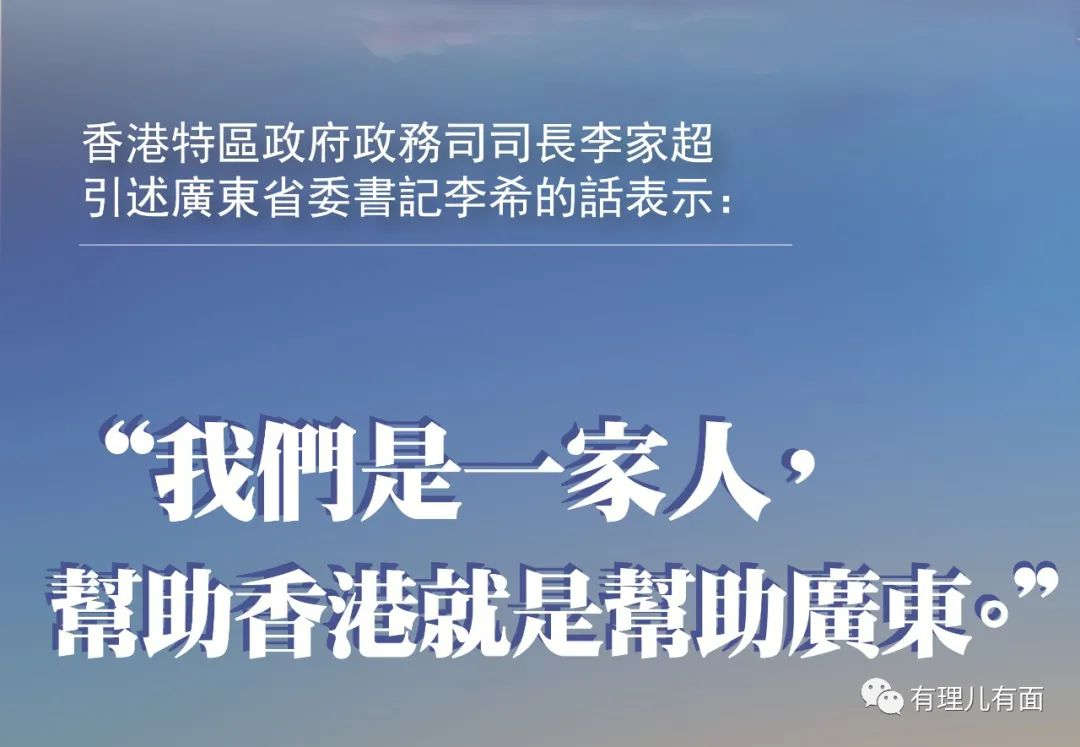 香港特區政府政務司司長李家超
引述廣東省委書記李希的話表示：
“我們是一家人，
幫助香港就是幫助廣東。”
有理儿有面